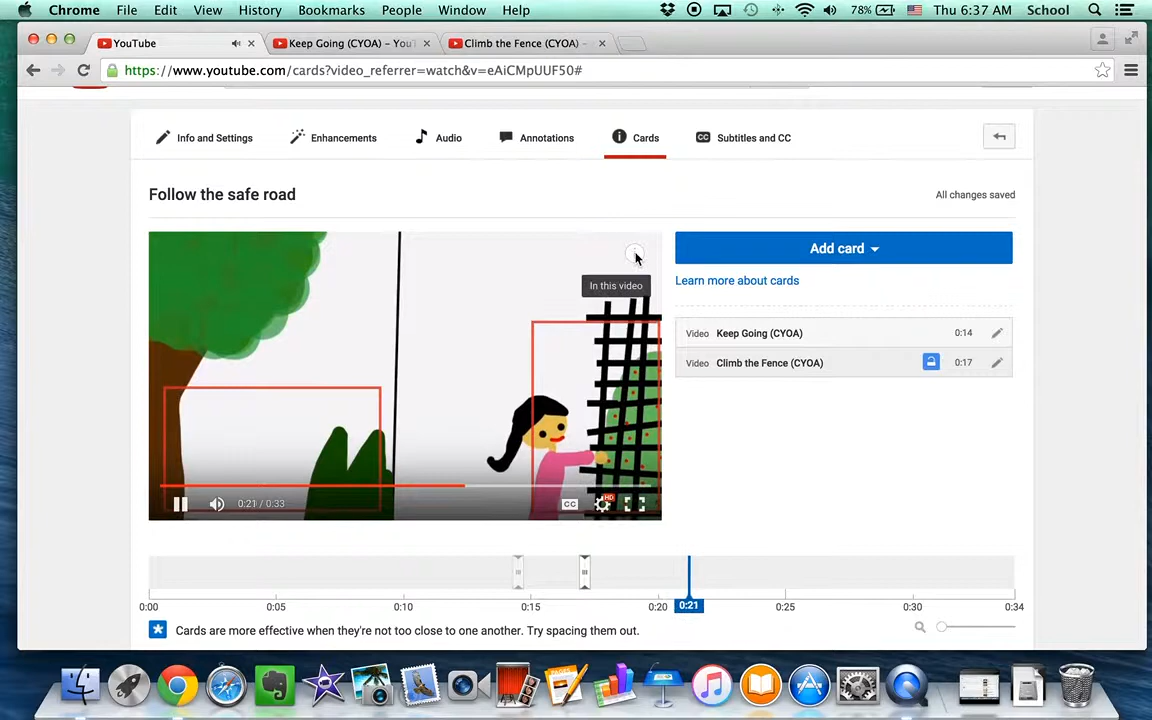 Chrome File Edit View History Bookmarks People Window Help 78% Thu 6:37 AM School
YouTube Keep Going (CYOA) – You Climb the Fence (CYOA) –
https://www.youtube.com/cards?video_referrer=watch&v=eAiCMpUUF50#
Info and Settings Enhancements Audio Annotations Cards CC Subtitles and CC
Follow the safe road All changes saved
Add card
In this video Learn more about cards
Video Keep Going (CYOA) 0:14
Video Climb the Fence (CYOA) 0:17
0:21 / 0:33 CC HD
0:00 0:05 0:10 0:15 0:20 0:21 0:25 0:30 0:34
Cards are more effective when they're not too close to one another. Try spacing them out.